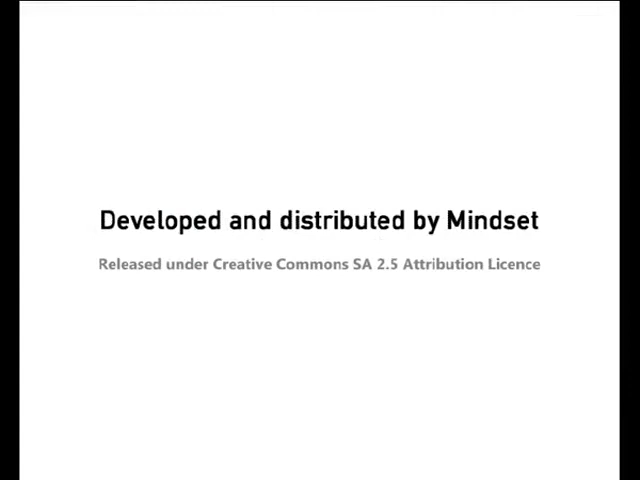 Developed and distributed by Mindset
Released under Creative Commons SA 2.5 Attribution Licence